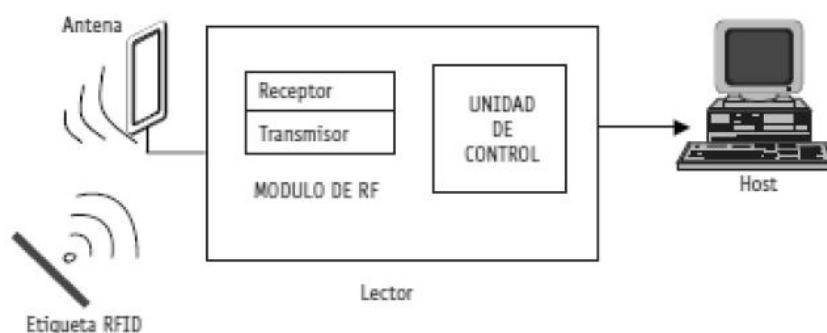 Antena
Receptor
Transmisor
MODULO DE RF
UNIDAD
DE
CONTROL
Host
Lector
Etiqueta RFID